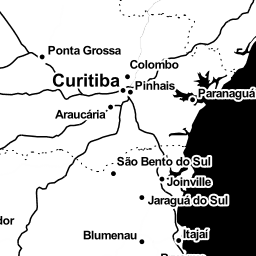 Ponta Grossa
Colombo
Curitiba
Pinhais
Paranaguá
Araucária
São Bento do Sul
Joinville
Jaraguá do Sul
dor
Itajaí
Blumenau